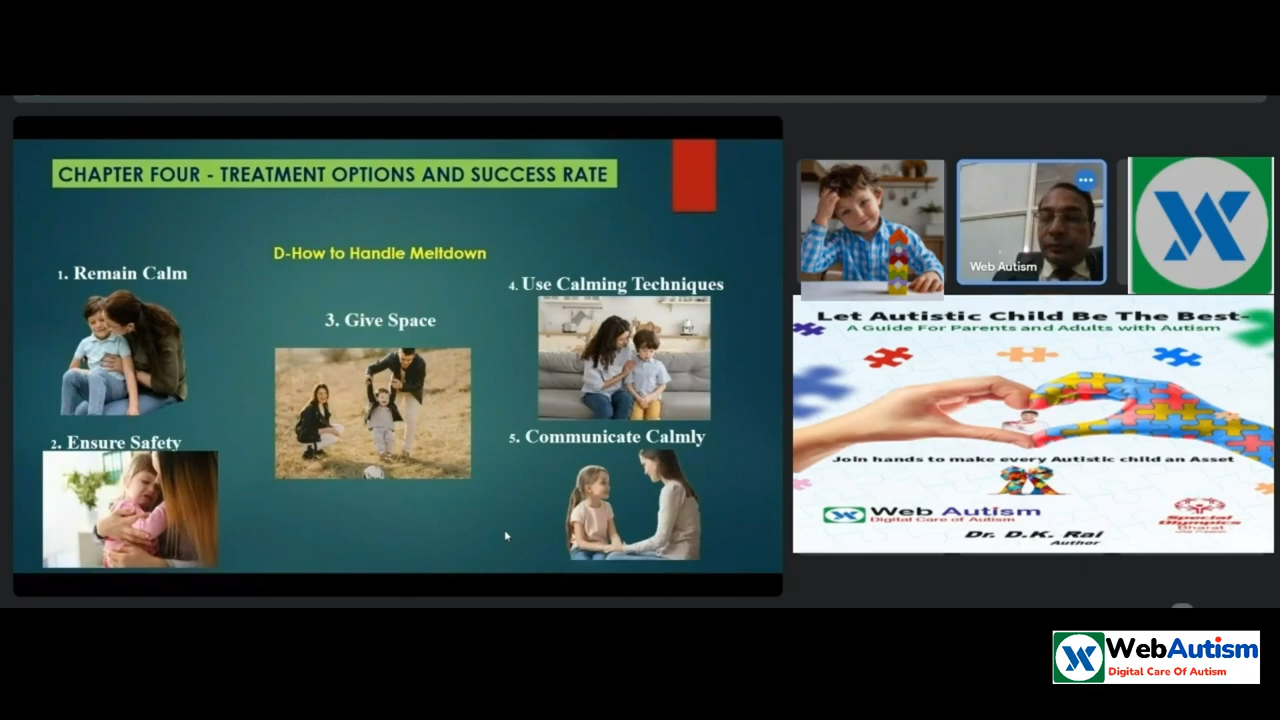 CHAPTER FOUR - TREATMENT OPTIONS AND SUCCESS RATE
D-How to Handle Meltdown
1. Remain Calm
2. Ensure Safety
3. Give Space
4. Use Calming Techniques
5. Communicate Calmly
Web Autism
Let Autistic Child Be The Best-
A Guide For Parents and Adults with Autism
Join hands to make every Autistic child an Asset
Web Autism
Digital Care of Autism
Special
Olympics
Bharat
Dr. D.K. Rai
Author
WebAutism
Digital Care Of Autism